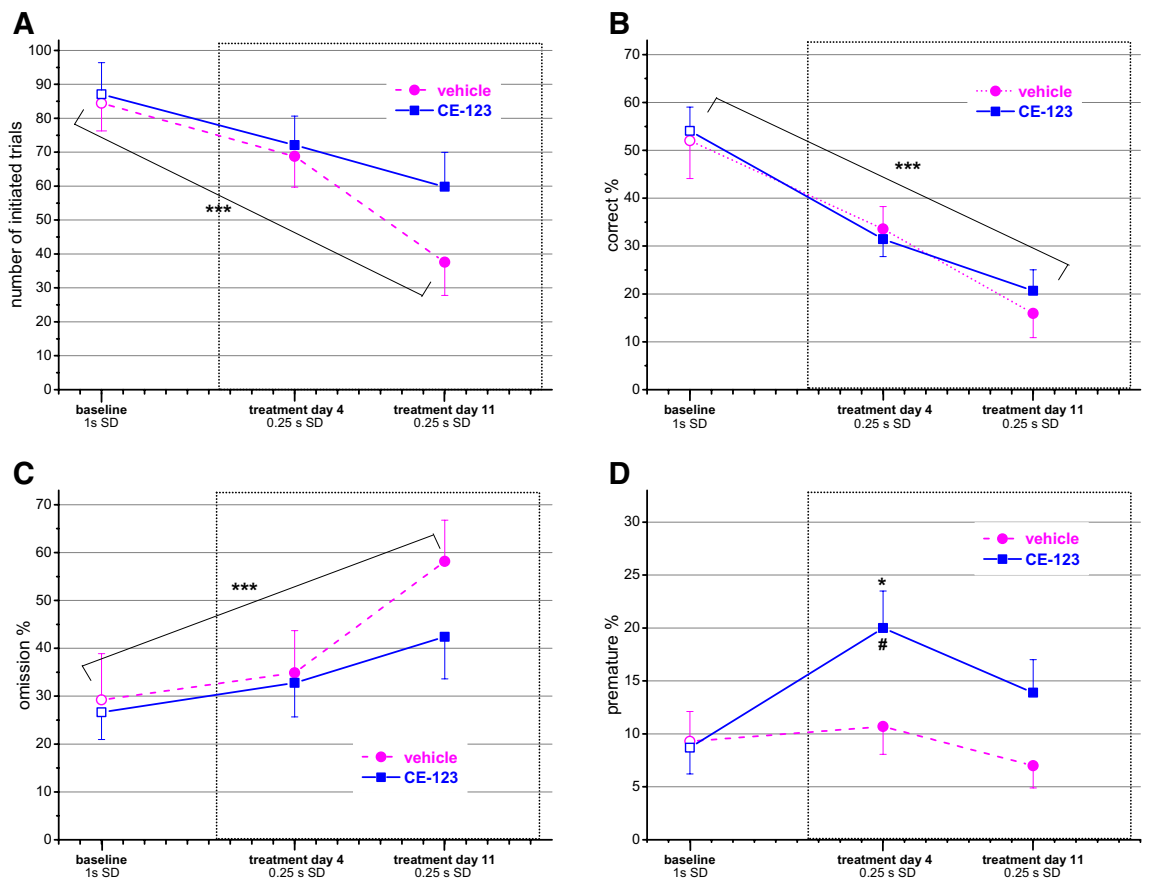 A
number of initiated trials
100
90
80
70
60
50
40
30
20
10
0
vehicle
CE-123
***
baseline
1s SD
treatment day 4
0.25 s SD
treatment day 11
0.25 s SD
B
correct %
70
60
50
40
30
20
10
0
vehicle
CE-123
***
baseline
1s SD
treatment day 4
0.25 s SD
treatment day 11
0.25 s SD
C
omission %
70
60
50
40
30
20
10
0
***
vehicle
CE-123
baseline
1s SD
treatment day 4
0.25 s SD
treatment day 11
0.25 s SD
D
premature %
30
25
20
15
10
5
0
vehicle
CE-123
*
#
baseline
1s SD
treatment day 4
0.25 s SD
treatment day 11
0.25 s SD